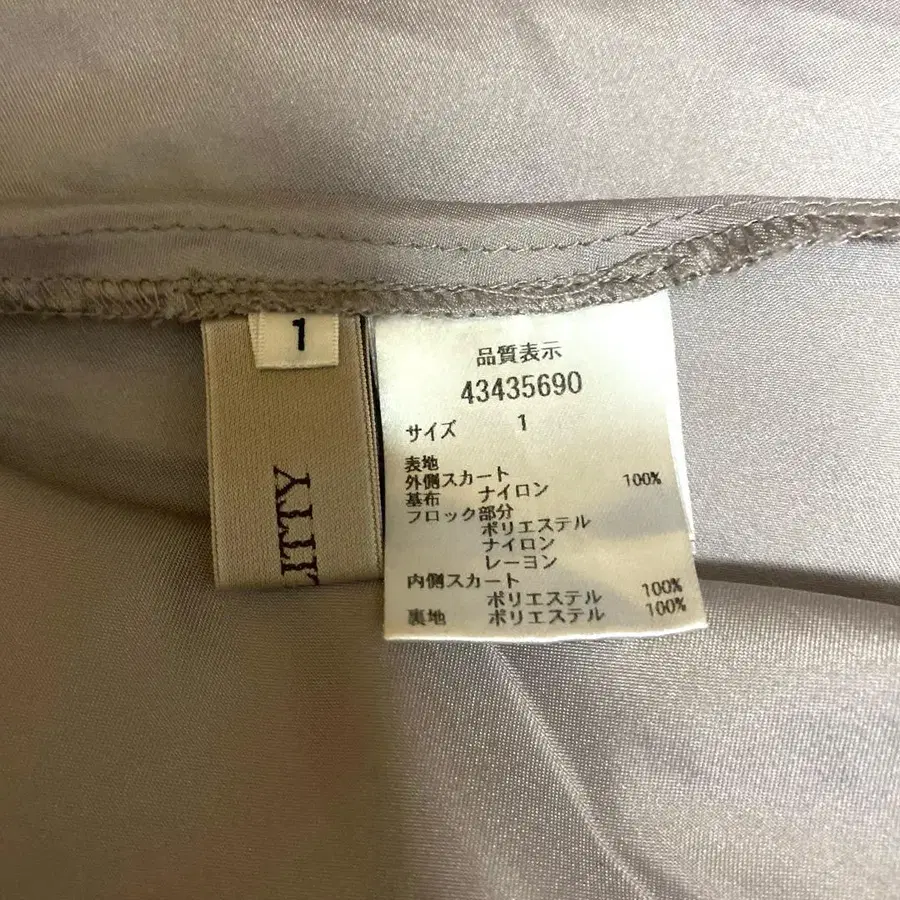 1
LITTY
品質表示
43435690
サイズ 1
表地
外側スカート
基布 ナイロン 100%
フロック部分
ポリエステル
ナイロン
レーヨン
内側スカート
ポリエステル 100%
裏地 ポリエステル 100%